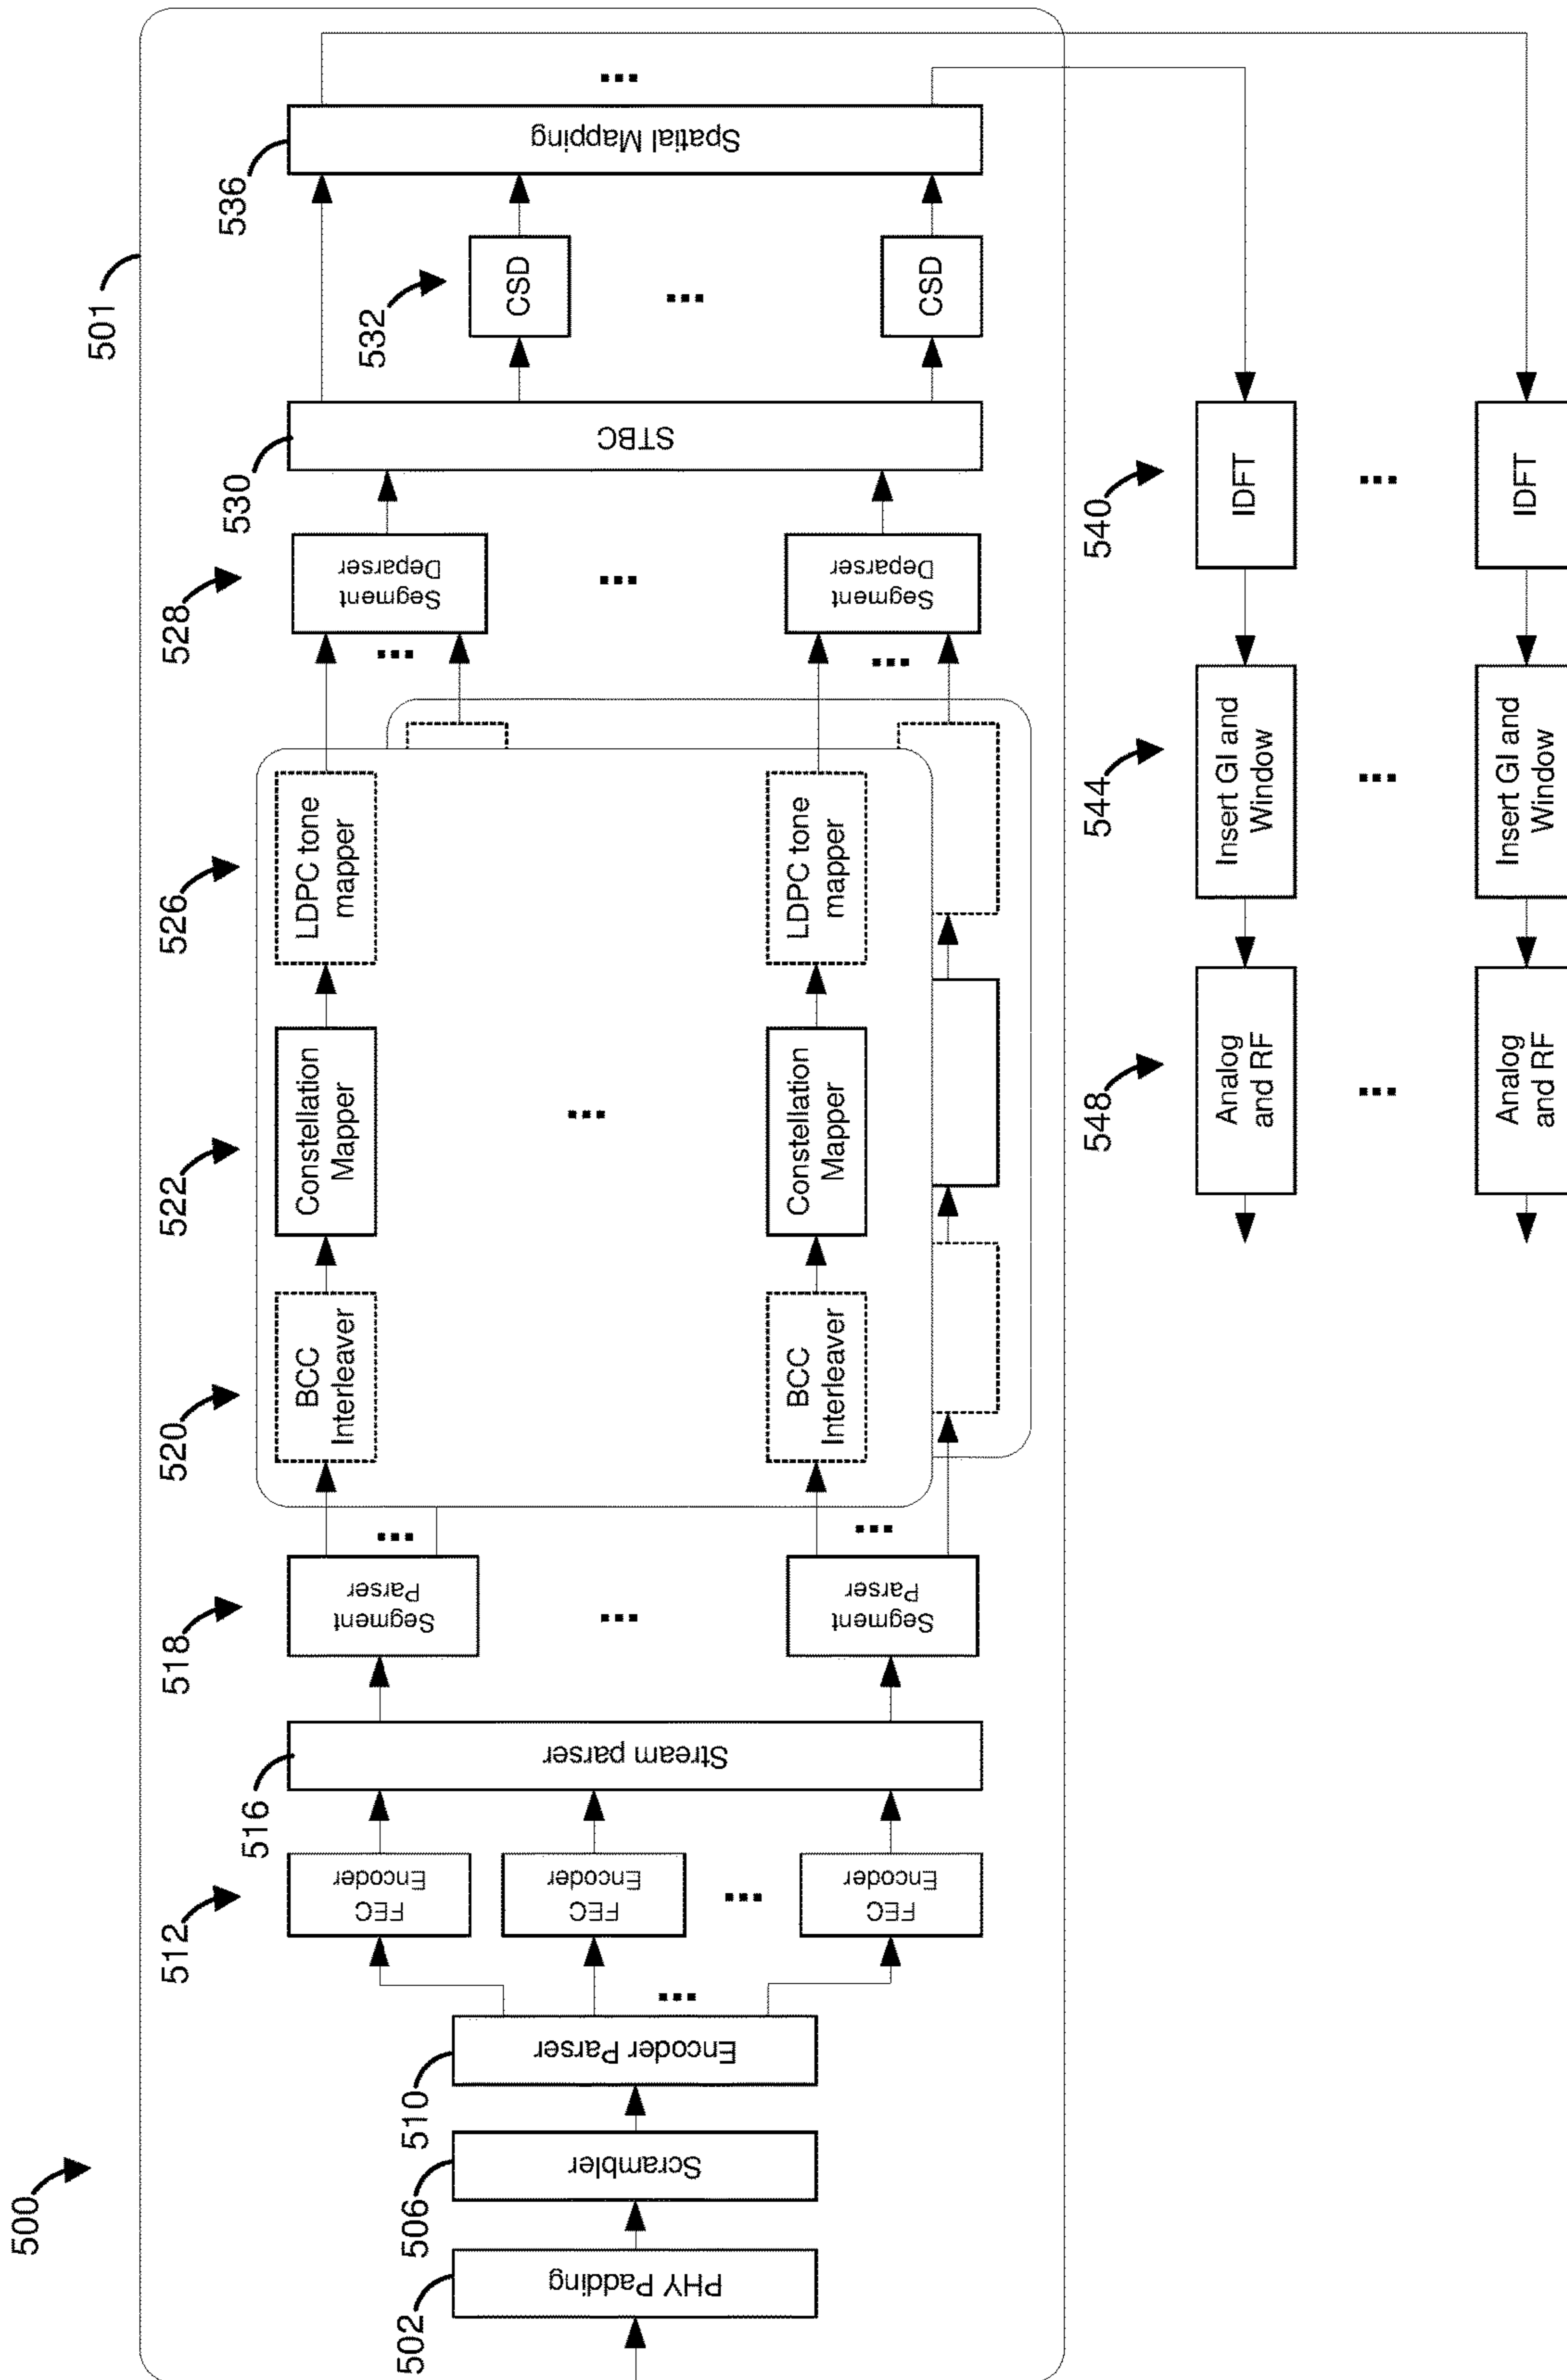 500
501
502
PHY Padding
506
Scrambler
510
Encoder Parser
...
512
FEC
Encoder
FEC
Encoder
...
FEC
Encoder
516
Stream parser
518
Segment
Parser
...
Segment
Parser
...
...
520
BCC
Interleaver
BCC
Interleaver
522
Constellation
Mapper
...
Constellation
Mapper
526
LDPC tone
mapper
LDPC tone
mapper
...
...
528
Segment
Deparser
...
Segment
Deparser
530
STBC
532
CSD
...
CSD
536
Spatial Mapping
...
540
IDFT
...
IDFT
544
Insert GI and
Window
...
Insert GI and
Window
548
Analog
and RF
...
Analog
and RF